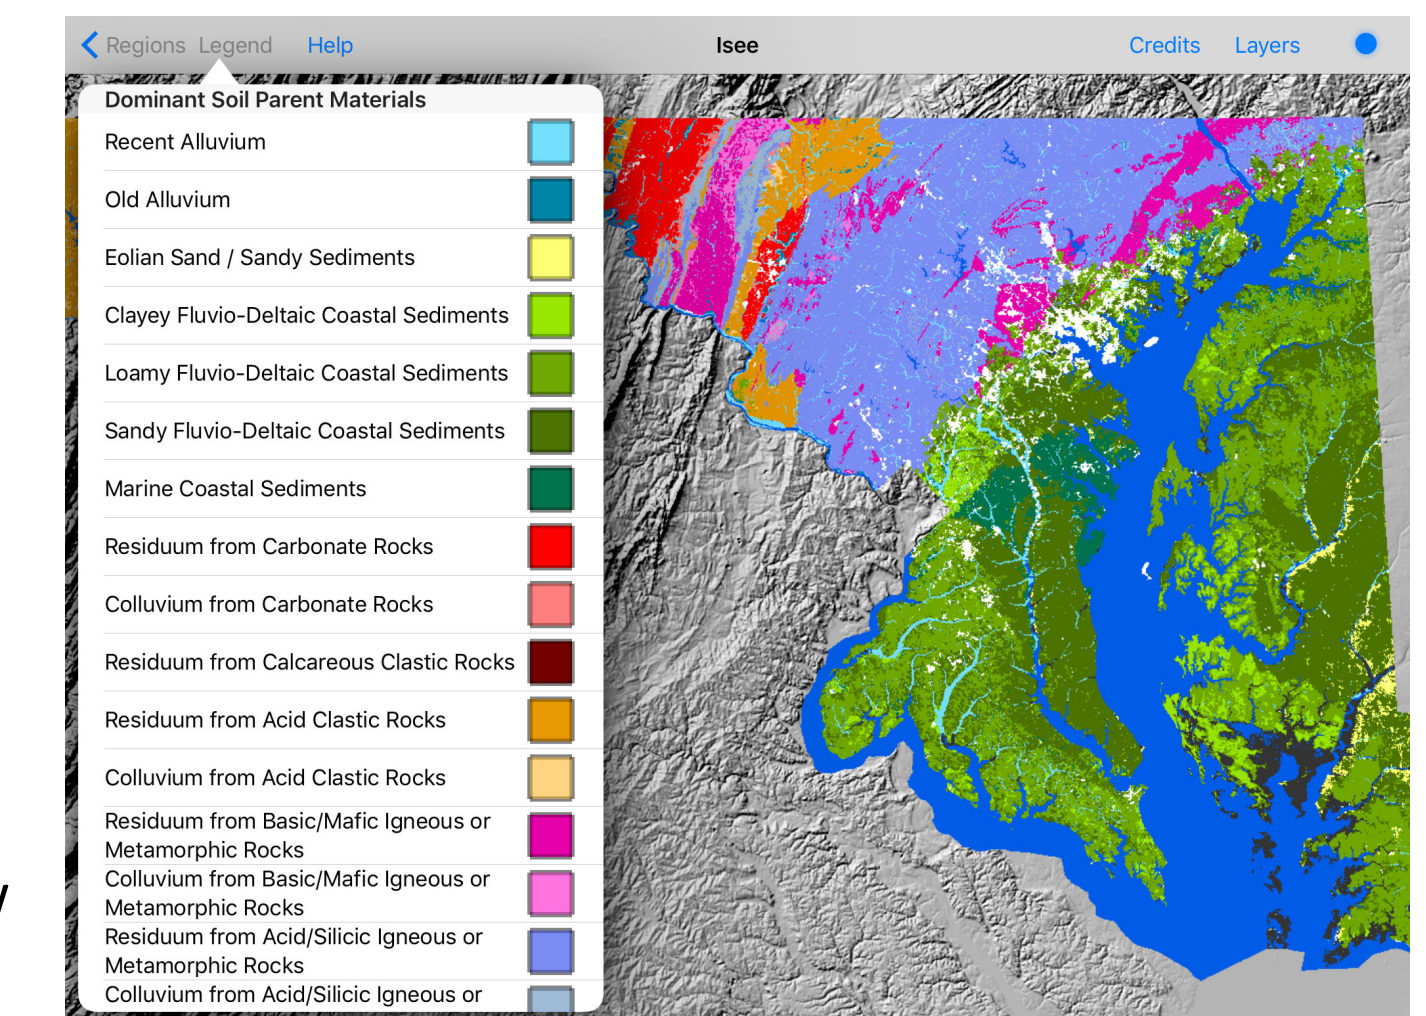 Regions Legend Help Isee Credits Layers
Dominant Soil Parent Materials
Recent Alluvium
Old Alluvium
Eolian Sand / Sandy Sediments
Clayey Fluvio-Deltaic Coastal Sediments
Loamy Fluvio-Deltaic Coastal Sediments
Sandy Fluvio-Deltaic Coastal Sediments
Marine Coastal Sediments
Residuum from Carbonate Rocks
Colluvium from Carbonate Rocks
Residuum from Calcareous Clastic Rocks
Residuum from Acid Clastic Rocks
Colluvium from Acid Clastic Rocks
Residuum from Basic/Mafic Igneous or
Metamorphic Rocks
Colluvium from Basic/Mafic Igneous or
Metamorphic Rocks
Residuum from Acid/Silicic Igneous or
Metamorphic Rocks
Colluvium from Acid/Silicic Igneous or